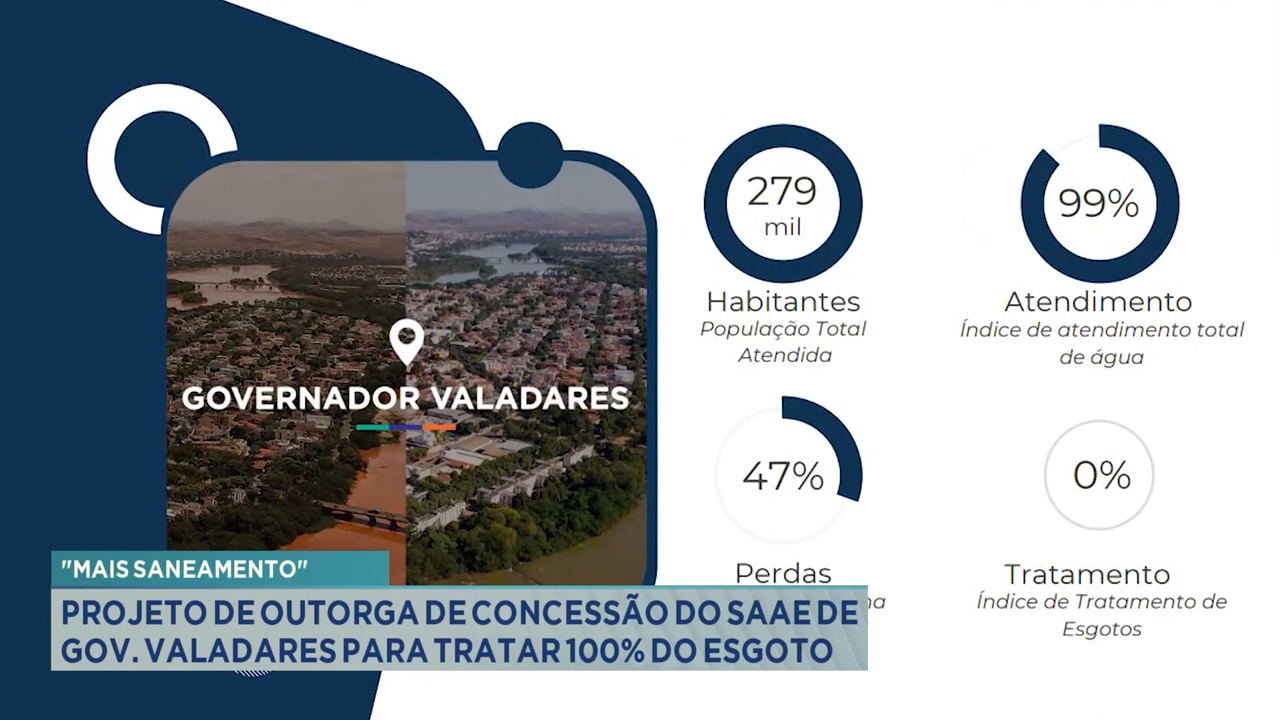 279
mil
Habitantes
População Total
Atendida
99%
Atendimento
Índice de atendimento total
de água
GOVERNADOR VALADARES
47%
Perdas
0%
Tratamento
Índice de Tratamento de
Esgotos
"MAIS SANEAMENTO"
PROJETO DE OUTORGA DE CONCESSÃO DO SAAE DE
GOV. VALADARES PARA TRATAR 100% DO ESGOTO